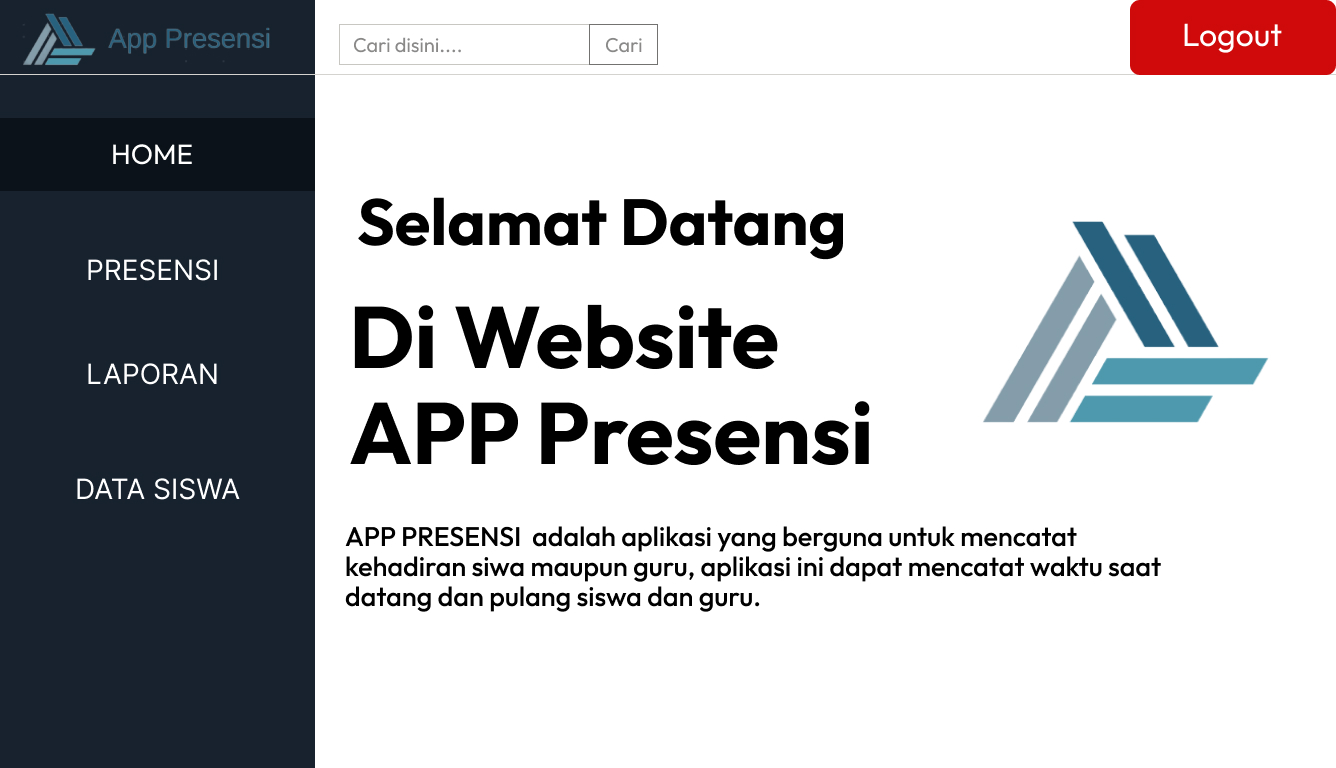 App Presensi
Cari disini....
Cari
Logout
HOME
PRESENSI
LAPORAN
DATA SISWA
Selamat Datang
Di Website
APP Presensi
APP PRESENSI  adalah aplikasi yang berguna untuk mencatat
kehadiran siwa maupun guru, aplikasi ini dapat mencatat waktu saat
datang dan pulang siswa dan guru.